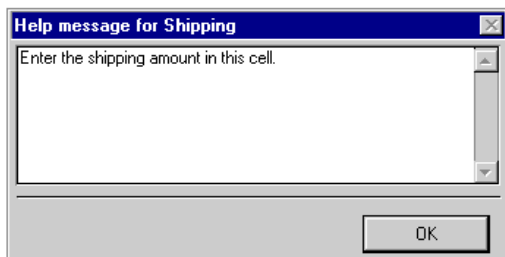 Help message for Shipping
Enter the shipping amount in this cell.
OK